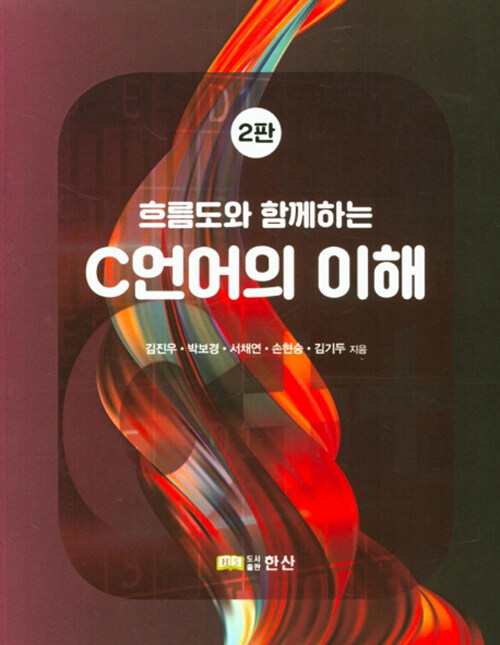 2판
흐름도와 함께하는
C언어의 이해
김진우 • 박보경 • 서채연 • 손현승 • 김기두 지음
도서
출판 한산